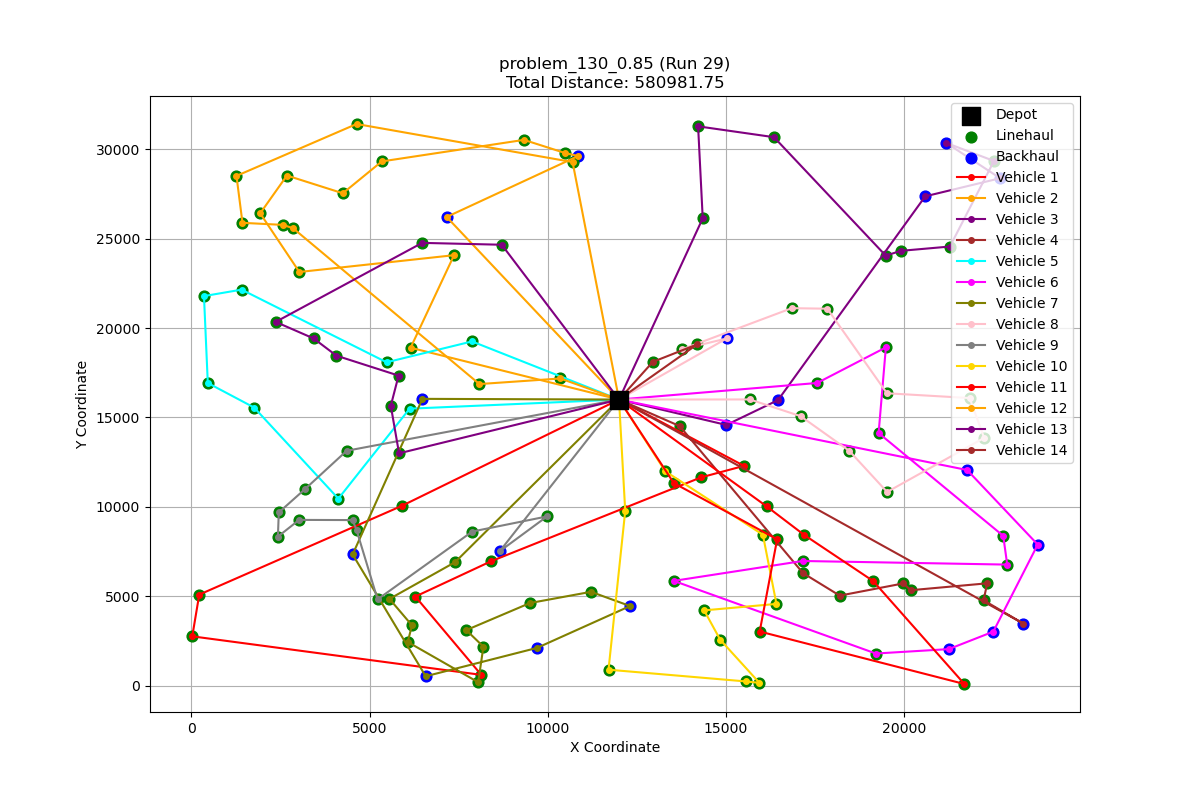 problem_130_0.85 (Run 29)
Total Distance: 580981.75
Depot
Linehaul
Backhaul
Vehicle 1
Vehicle 2
Vehicle 3
Vehicle 4
Vehicle 5
Vehicle 6
Vehicle 7
Vehicle 8
Vehicle 9
Vehicle 10
Vehicle 11
Vehicle 12
Vehicle 13
Vehicle 14
30000
25000
20000
15000
10000
5000
0
Y Coordinate
0 5000 10000 15000 20000
X Coordinate